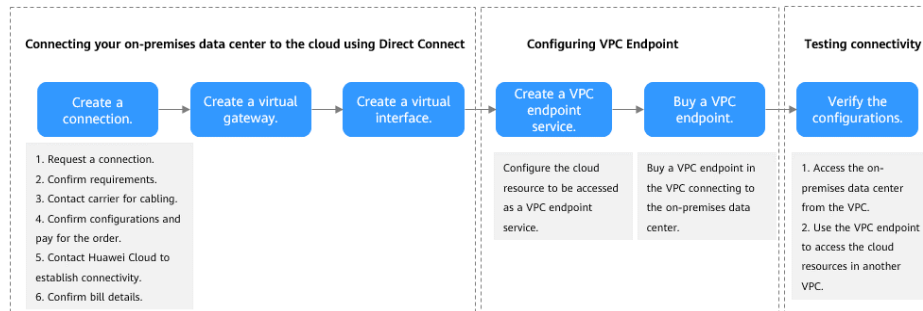 Connecting your on-premises data center to the cloud using Direct Connect
Configuring VPC Endpoint
Testing connectivity
Create a
connection.
Create a virtual
gateway.
Create a virtual
interface.
Create a VPC
endpoint
service.
Buy a VPC
endpoint.
Verify the
configurations.
1. Request a connection.
2. Confirm requirements.
3. Contact carrier for cabling.
4. Confirm configurations and
pay for the order.
5. Contact Huawei Cloud to
establish connectivity.
6. Confirm bill details.
Configure the cloud
resource to be accessed
as a VPC endpoint
service.
Buy a VPC endpoint in
the VPC connecting to
the on-premises data
center.
1. Access the on-
premises data center
from the VPC.
2. Use the VPC endpoint
to access the cloud
resources in another
VPC.